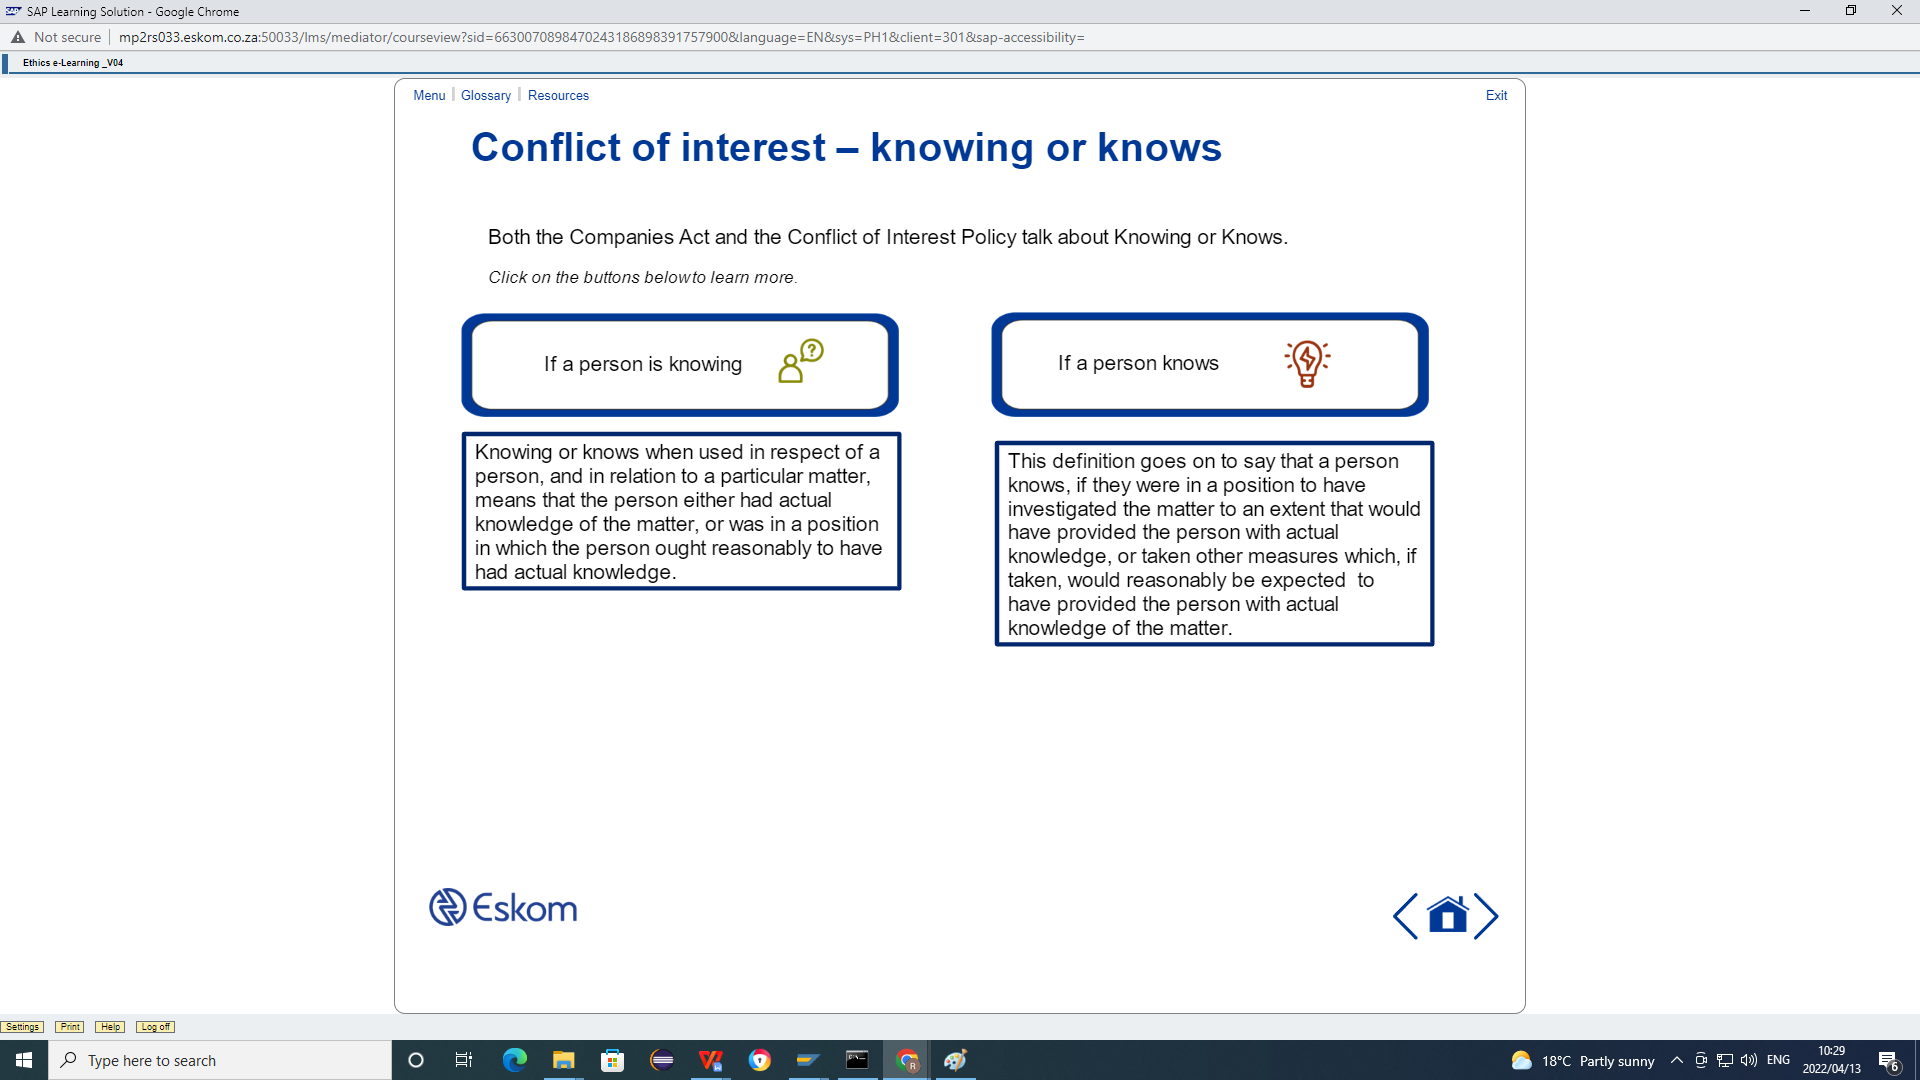 SAP Learning Solution - Google Chrome
Not secure
mp2rs033.eskom.co.za:50033/lms/mediator/courseview?sid=6630070898470243186898391757900&language=EN&sys=PH1&client=301&sap-accessibility=
Ethics e-Learning _V04
Menu Glossary Resources Exit
Conflict of interest – knowing or knows
Both the Companies Act and the Conflict of Interest Policy talk about Knowing or Knows.
Click on the buttons below to learn more.
If a person is knowing
Knowing or knows when used in respect of a
person, and in relation to a particular matter,
means that the person either had actual
knowledge of the matter, or was in a position
in which the person ought reasonably to have
had actual knowledge.
If a person knows
This definition goes on to say that a person
knows, if they were in a position to have
investigated the matter to an extent that would
have provided the person with actual
knowledge, or taken other measures which, if
taken, would reasonably be expected to
have provided the person with actual
knowledge of the matter.
Eskom
Settings Print Help Log off
Type here to search
18°C Partly sunny
ENG
10:29
2022/04/13
6